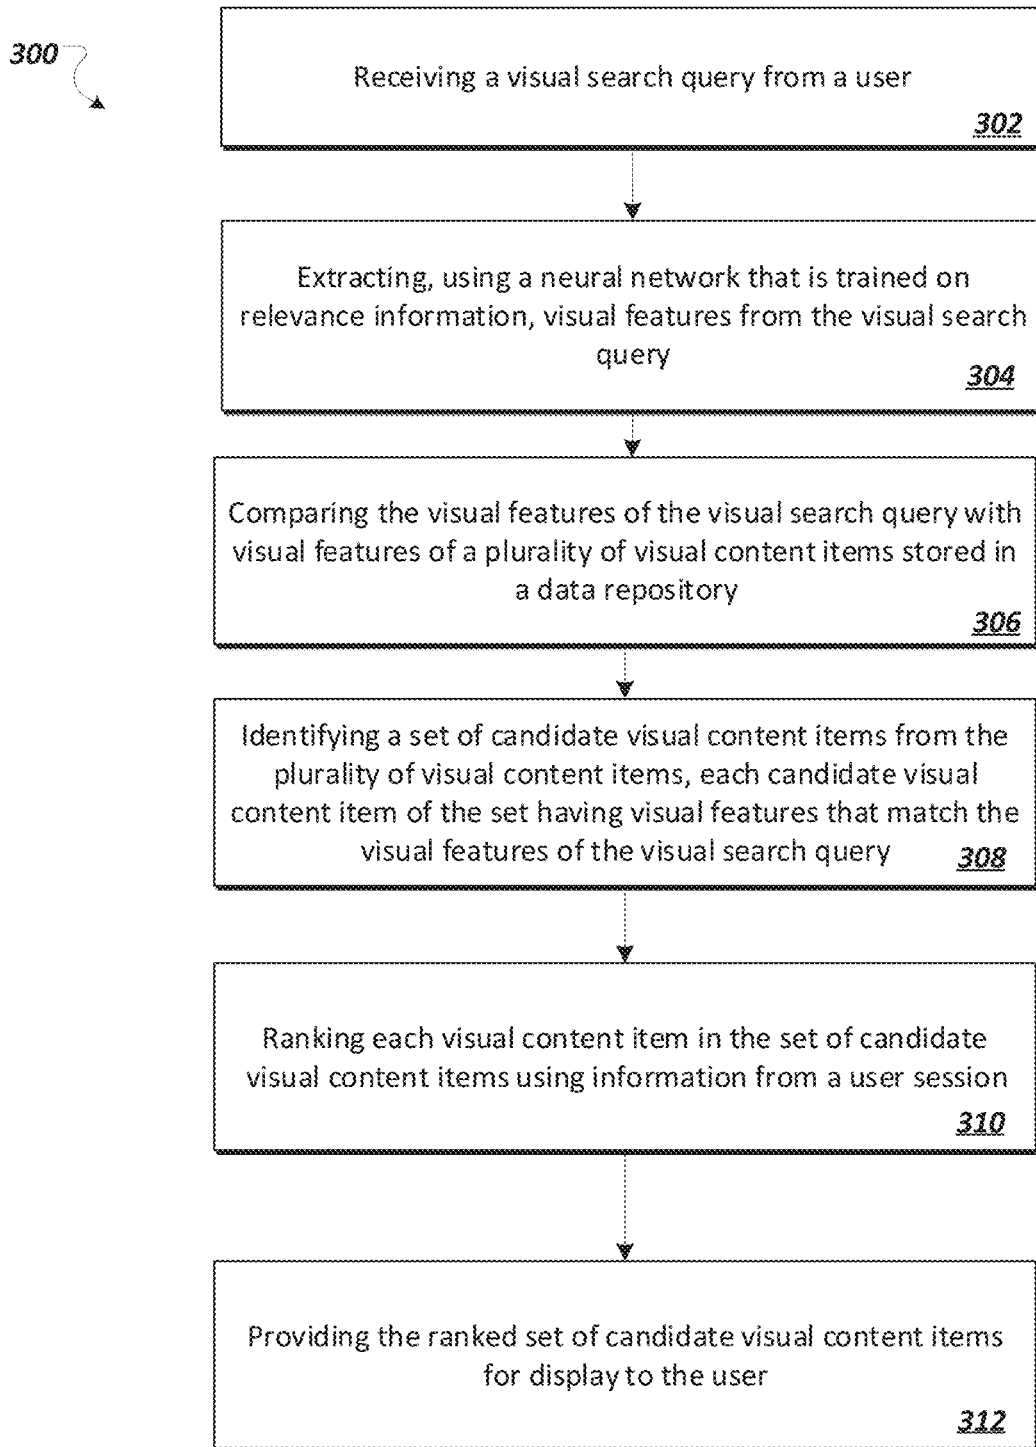 300
Receiving a visual search query from a user
302
Extracting, using a neural network that is trained on
relevance information, visual features from the visual search
query
304
Comparing the visual features of the visual search query with
visual features of a plurality of visual content items stored in
a data repository
306
Identifying a set of candidate visual content items from the
plurality of visual content items, each candidate visual
content item of the set having visual features that match the
visual features of the visual search query
308
Ranking each visual content item in the set of candidate
visual content items using information from a user session
310
Providing the ranked set of candidate visual content items
for display to the user
312